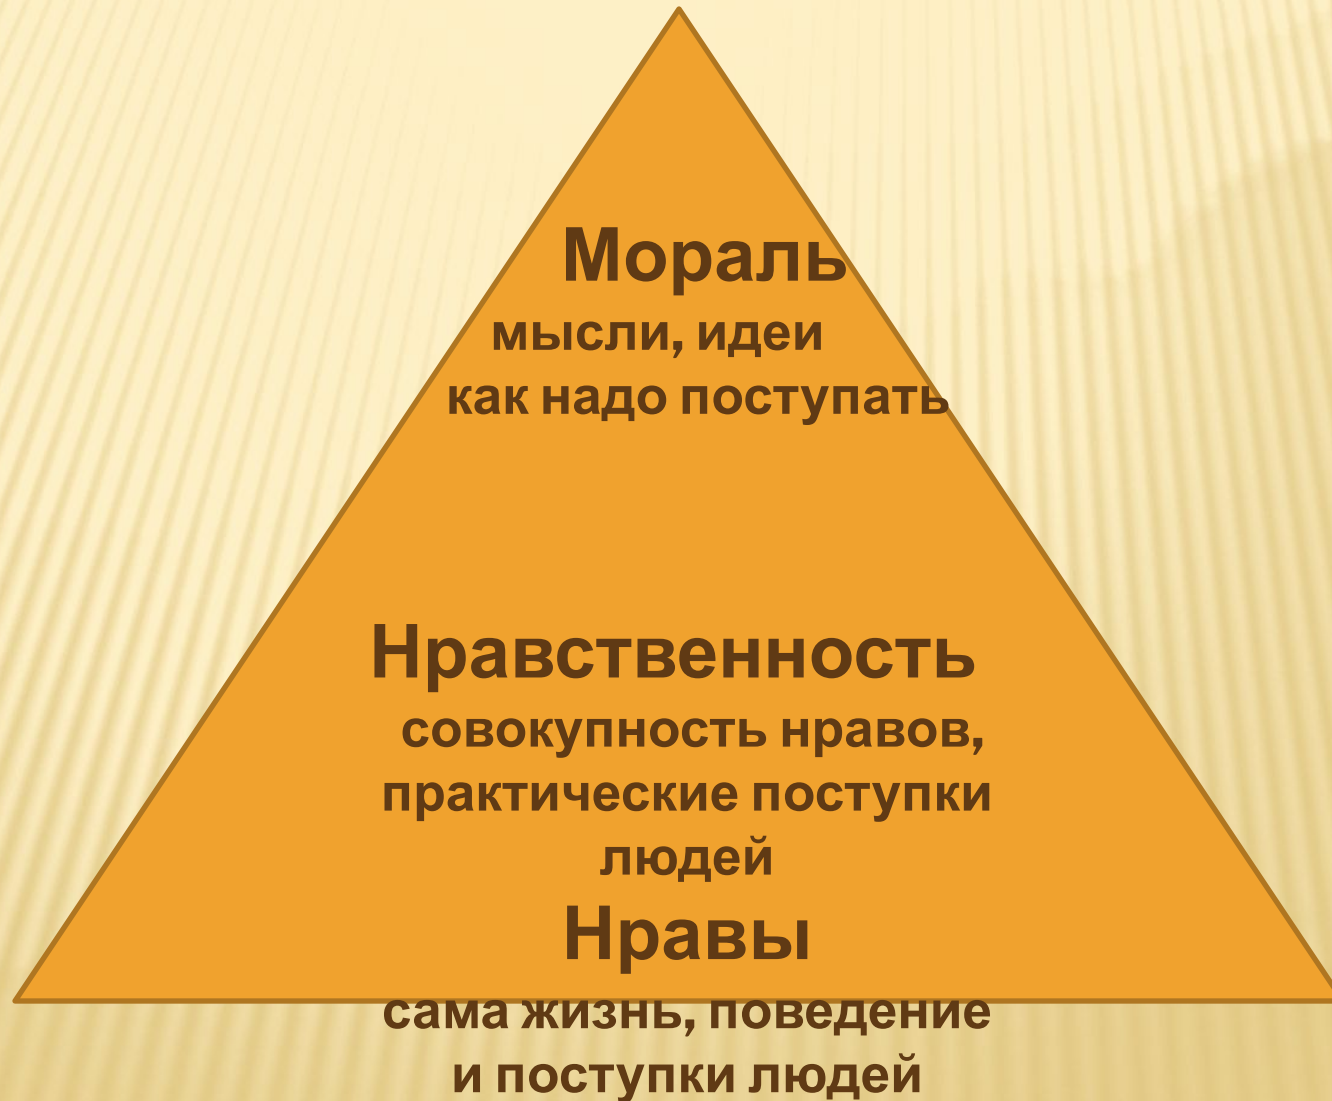 Мораль
мысли, идеи
как надо поступать
Нравственность
совокупность нравов,
практические поступки
людей
Нравы
сама жизнь, поведение
и поступки людей